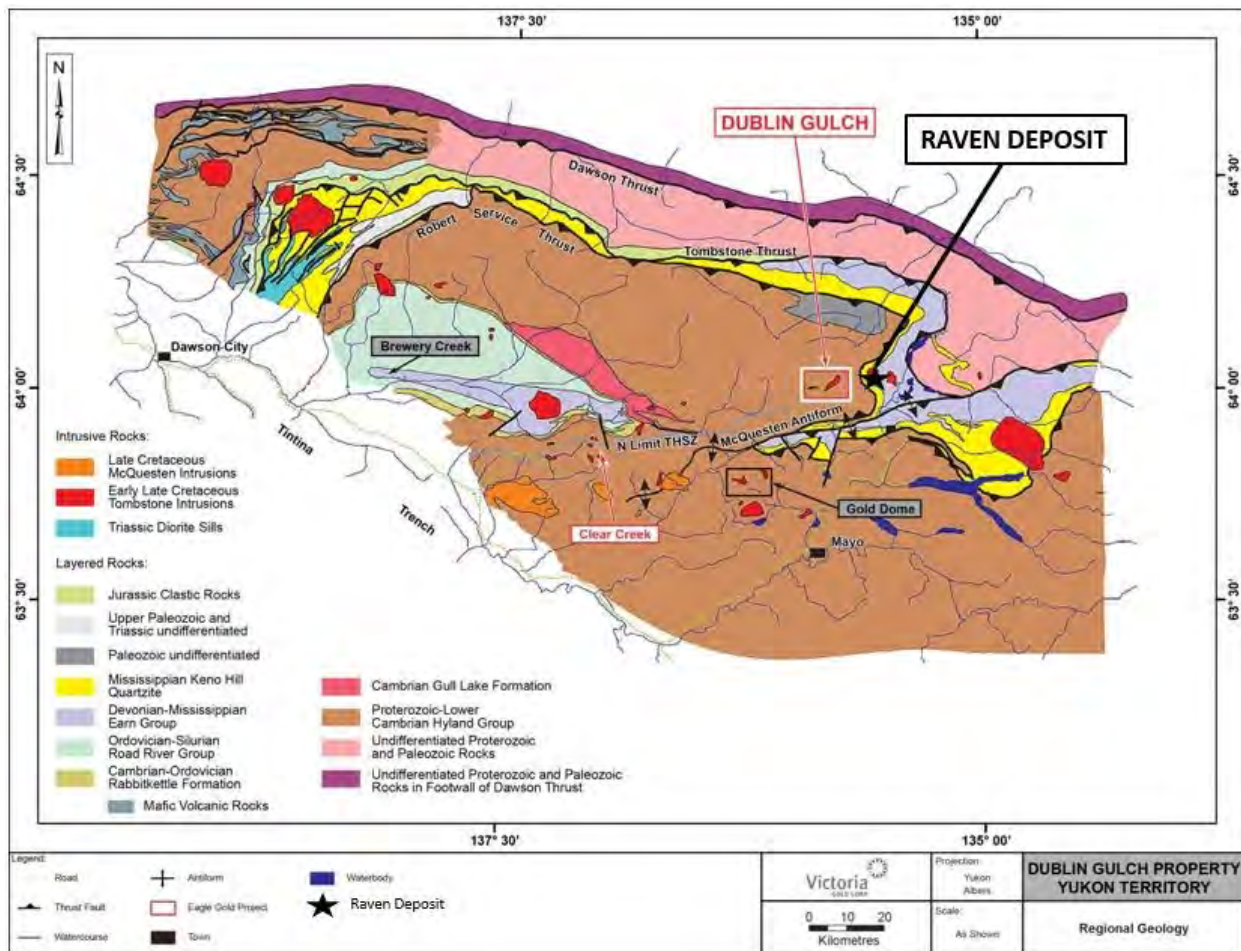 137° 30'
135° 00'
N
DUBLIN GULCH
RAVEN DEPOSIT
64° 30'
64° 30'
Dawson Thrust
Robert Service Thrust
Tombstone Thrust
Dawson City
Brewery Creek
64° 00'
64° 00'
McQuesten Antiform
N Limit THSZ
Tintina
Trench
Clear Creek
Gold Dome
Mayo
63° 30'
63° 30'
Intrusive Rocks:
Late Cretaceous
McQuesten Intrusions
Early Late Cretaceous
Tombstone Intrusions
Triassic Diorite Sills
Layered Rocks:
Jurassic Clastic Rocks
Upper Paleozoic and
Triassic undifferentiated
Paleozoic undifferentiated
Mississippian Keno Hill
Quartzite
Devonian-Mississippian
Earn Group
Ordovician-Silurian
Road River Group
Cambrian-Ordovician
Rabbitkettle Formation
Mafic Volcanic Rocks
Cambrian Gull Lake Formation
Proterozoic-Lower
Cambrian Hyland Group
Undifferentiated Proterozoic
and Paleozoic Rocks
Undifferentiated Proterozoic and Paleozoic
Rocks in Footwall of Dawson Thrust
137° 30'
135° 00'
Legend:
Road
Antiform
Waterbody
Thrust Fault
Eagle Gold Project
Raven Deposit
Watercourse
Town
Victoria
GOLD CORP
0 10 20
Kilometres
Projection:
Yukon
Albers
Scale:
As Shown
DUBLIN GULCH PROPERTY
YUKON TERRITORY
Regional Geology